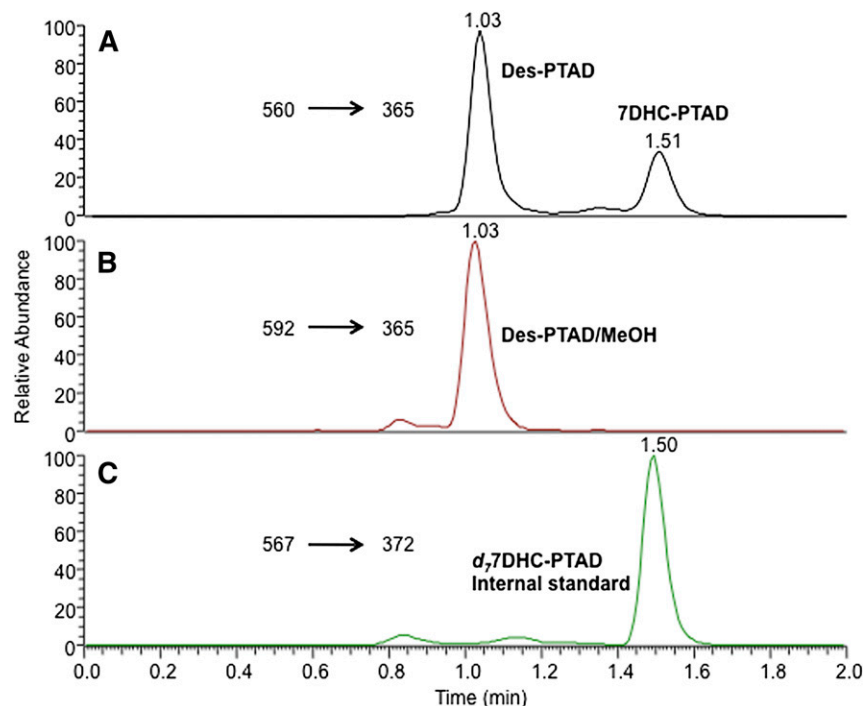 A
100
80
60
40
20
0
1.03
Des-PTAD
560 → 365
7DHC-PTAD
1.51
B
100
80
60
40
20
0
1.03
592 → 365
Des-PTAD/MeOH
Relative Abundance
C
100
80
60
40
20
0
1.50
567 → 372
d₇7DHC-PTAD
Internal standard
0.0 0.2 0.4 0.6 0.8 1.0 1.2 1.4 1.6 1.8 2.0
Time (min)